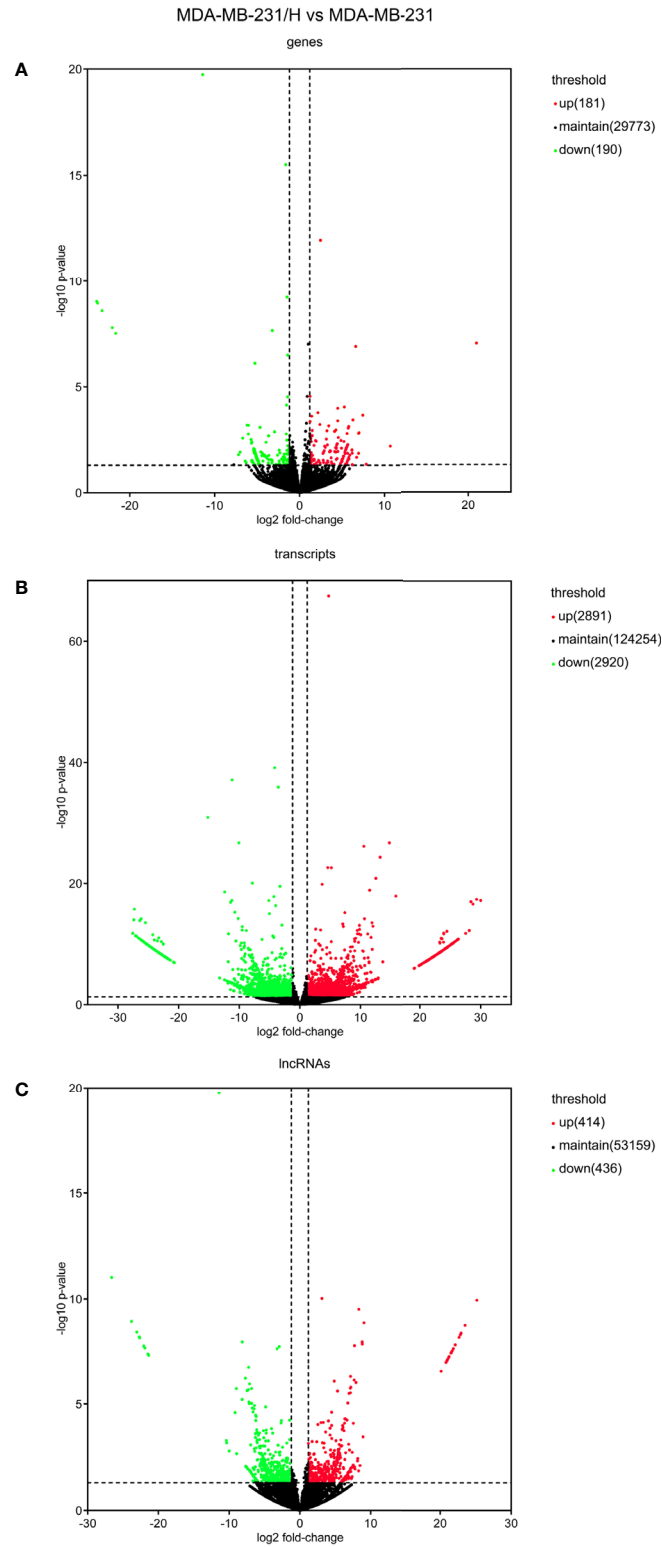 MDA-MB-231/H vs MDA-MB-231
genes
A
20
15
10
5
0
-log10 p-value
-20
-10
0
10
20
log2 fold-change
threshold
up(181)
maintain(29773)
down(190)
transcripts
B
60
40
20
0
-log10 p-value
-30
-20
-10
0
10
20
30
log2 fold-change
threshold
up(2891)
maintain(124254)
down(2920)
lncRNAs
C
20
15
10
5
0
-log10 p-value
-30
-20
-10
0
10
20
30
log2 fold-change
threshold
up(414)
maintain(53159)
down(436)